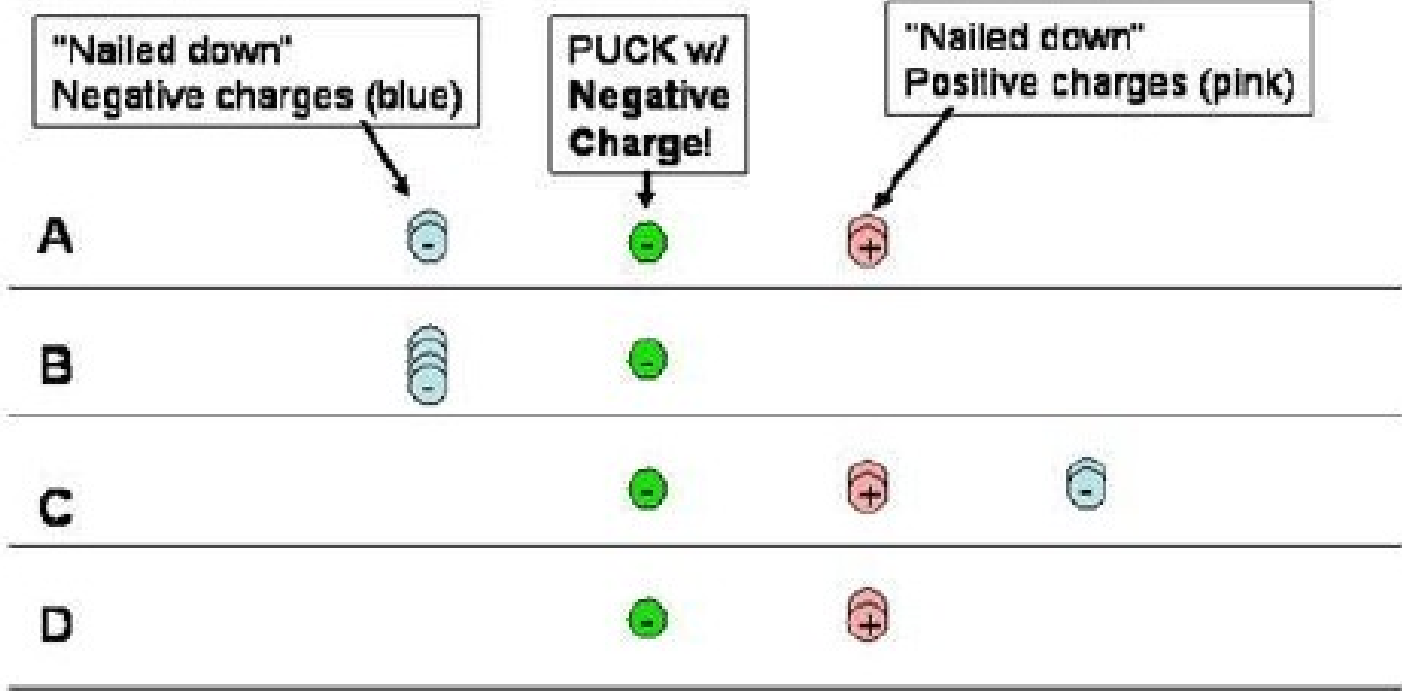 "Nailed down"
Negative charges (blue)
PUCK w/
Negative
Charge!
"Nailed down"
Positive charges (pink)
A
-
-
+
B
-
-
C
-
+
-
D
-
+